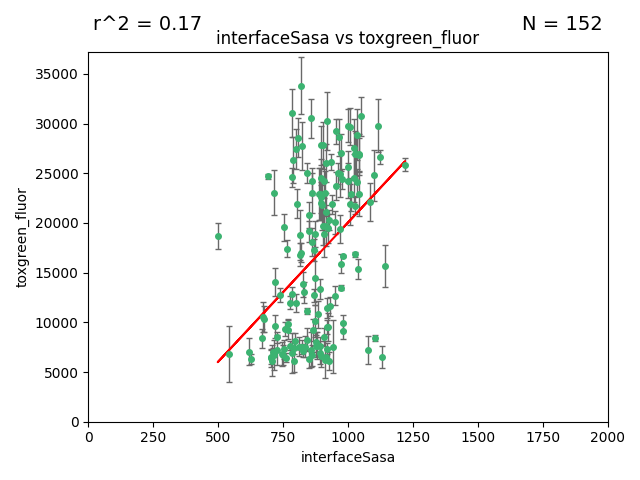 r^2 = 0.17
N = 152
interfaceSasa vs toxgreen_fluor
toxgreen_fluor
35000
30000
25000
20000
15000
10000
5000
0
0 250 500 750 1000 1250 1500 1750 2000
interfaceSasa